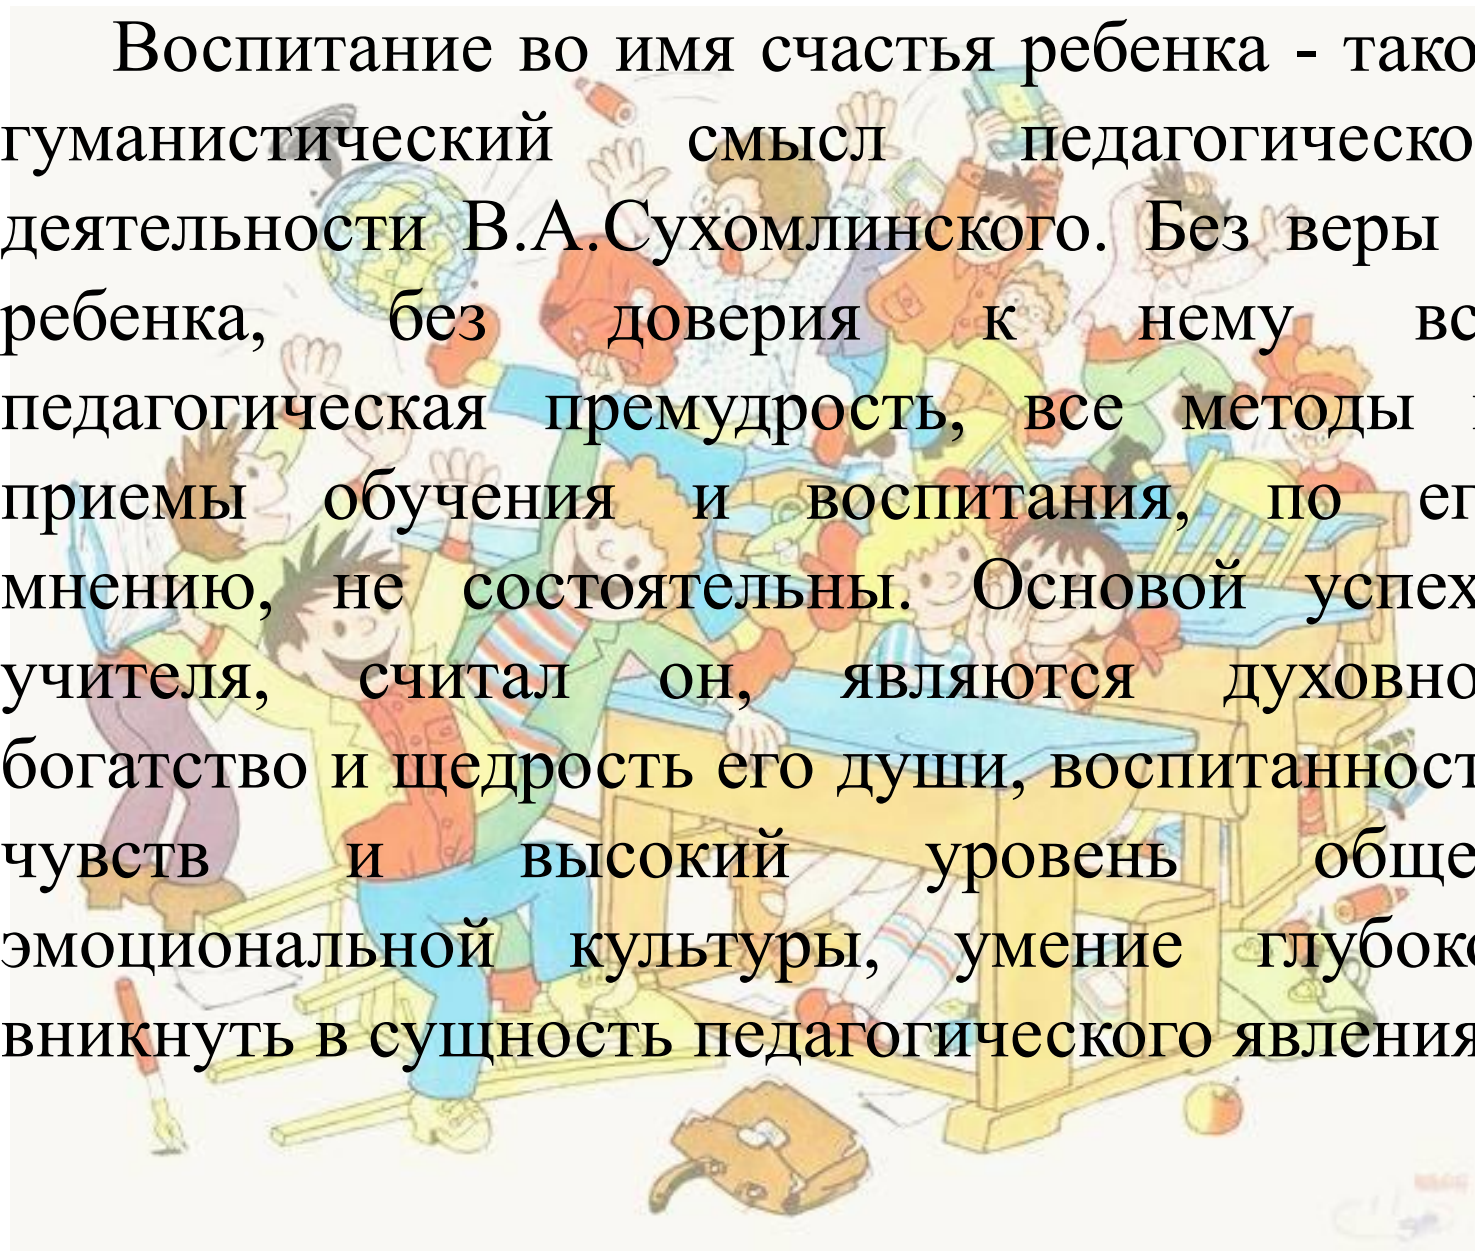 Воспитание во имя счастья ребенка - тако
гуманистический смысл педагогическо
деятельности В.А.Сухомлинского. Без веры
ребенка, без доверия к нему вс
педагогическая премудрость, все методы
приемы обучения и воспитания, по ег
мнению, не состоятельны. Основой успех
учителя, считал он, являются духовно
богатство и щедрость его души, воспитанност
чувств и высокий уровень обще
эмоциональной культуры, умение глубоко
вникнуть в сущность педагогического явления